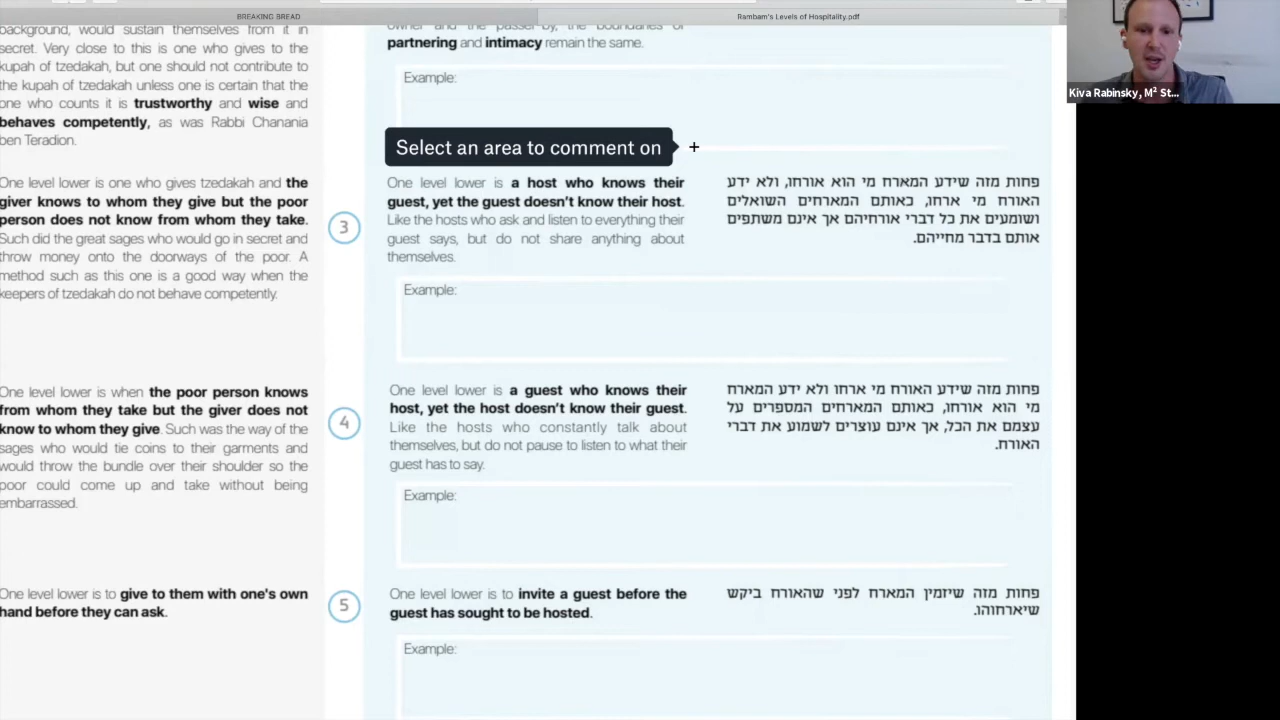 BREAKING BREAD
Rambam's Levels of Hospitality.pdf
Kiva Rabinsky, M² St...
background, would sustain themselves from it in
secret. Very close to this is one who gives to the
kupah of tzedakah, but one should not contribute to
the kupah of tzedakah unless one is certain that the
one who counts it is trustworthy and wise and
behaves competently, as was Rabbi Chanania
ben Teradion.
One level lower is one who gives tzedakah and the
giver knows to whom they give but the poor
person does not know from whom they take.
Such did the great sages who would go in secret and
throw money onto the doorways of the poor. A
method such as this one is a good way when the
keepers of tzedakah do not behave competently.
One level lower is when the poor person knows
from whom they take but the giver does not
know to whom they give. Such was the way of the
sages who would tie coins to their garments and
would throw the bundle over their shoulder so the
poor could come up and take without being
embarrassed.
One level lower is to give to them with one's own
hand before they can ask.
owner and the passer-by, the boundaries of
partnering and intimacy remain the same.
Example:
Select an area to comment on
3
One level lower is a host who knows their
guest, yet the guest doesn't know their host.
Like the hosts who ask and listen to everything their
guest says, but do not share anything about
themselves.
פחות מזה שידע המארח מי הוא אורחו, ולא ידע
האורח מי ארחו, כאותם המארחים השואלים
ושומעים את כל דברי אורחיהם אך אינם משתפים
אותם בדבר מחייהם.
Example:
4
One level lower is a guest who knows their
host, yet the host doesn't know their guest.
Like the hosts who constantly talk about
themselves, but do not pause to listen to what their
guest has to say.
פחות מזה שידע האורח מי ארחו ולא ידע המארח
מי הוא אורחו, כאותם המארחים המספרים על
עצמם את הכל, אך אינם עוצרים לשמוע את דברי
האורח.
Example:
5
One level lower is to invite a guest before the
guest has sought to be hosted.
פחות מזה שיזמין המארח לפני שהאורח ביקש
שיארחוהו.
Example: